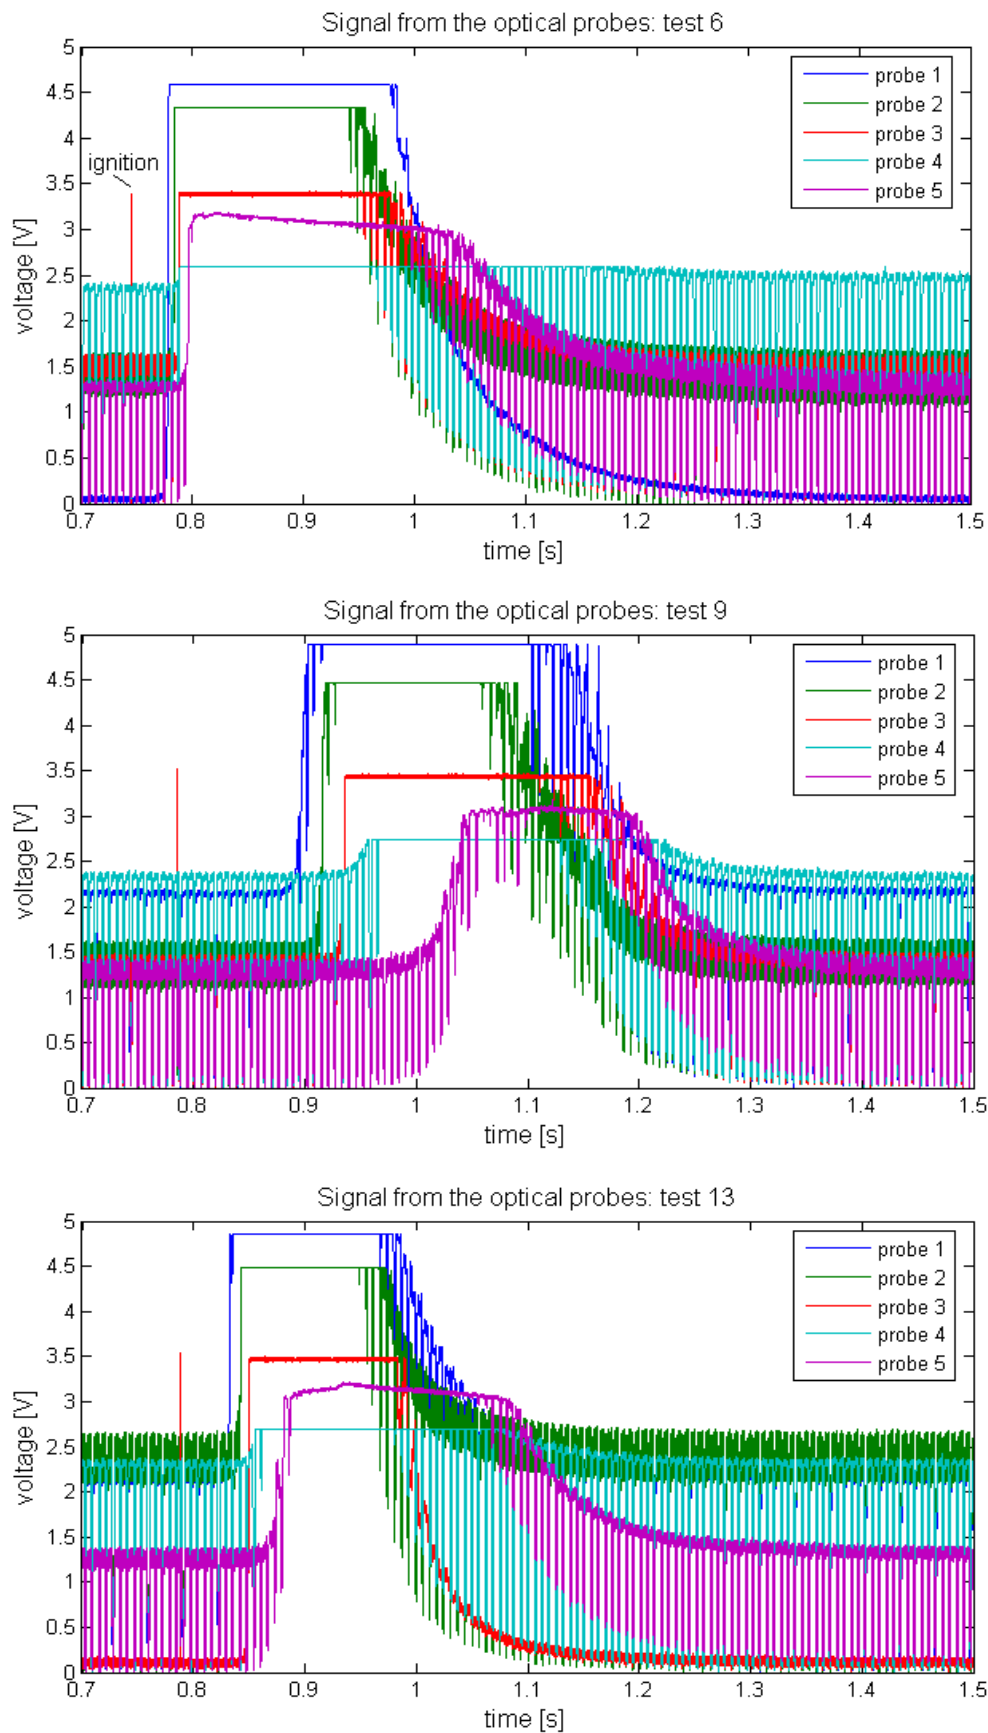 Signal from the optical probes: test 6
5
4.5
4
3.5
3
2.5
2
1.5
1
0.5
0
voltage [V]
ignition
probe 1
probe 2
probe 3
probe 4
probe 5
0.7 0.8 0.9 1 1.1 1.2 1.3 1.4 1.5
time [s]
Signal from the optical probes: test 9
5
4.5
4
3.5
3
2.5
2
1.5
1
0.5
0
voltage [V]
probe 1
probe 2
probe 3
probe 4
probe 5
0.7 0.8 0.9 1 1.1 1.2 1.3 1.4 1.5
time [s]
Signal from the optical probes: test 13
5
4.5
4
3.5
3
2.5
2
1.5
1
0.5
0
voltage [V]
probe 1
probe 2
probe 3
probe 4
probe 5
0.7 0.8 0.9 1 1.1 1.2 1.3 1.4 1.5
time [s]